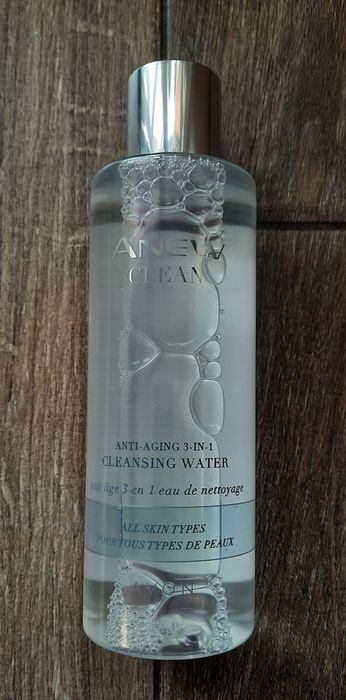 ANEW
CLEAN
ANTI-AGING 3-IN-1
CLEANSING WATER
anti âge 3 en 1 eau de nettoyage
ALL SKIN TYPES
POUR TOUS TYPES DE PEAUX
AVON